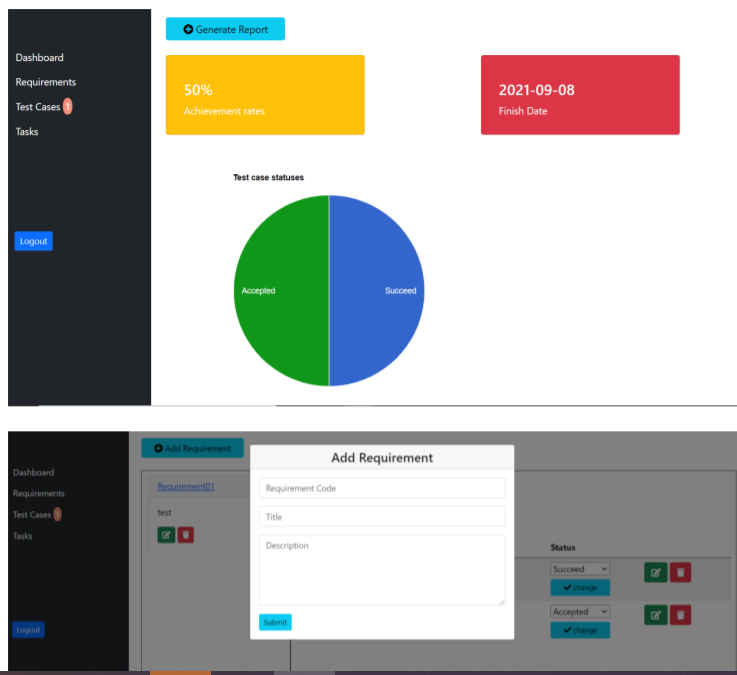 Generate Report
Dashboard
Requirements
Test Cases 1
Tasks
Logout
50%
Achievement rates
2021-09-08
Finish Date
Test case statuses
Accepted
Succeed
Add Requirement
Dashboard
Requirements
Test Cases 1
Tasks
Logout
Requirement01
test
Add Requirement
Requirement Code
Title
Description
Submit
Status
Succeed
change
Accepted
change